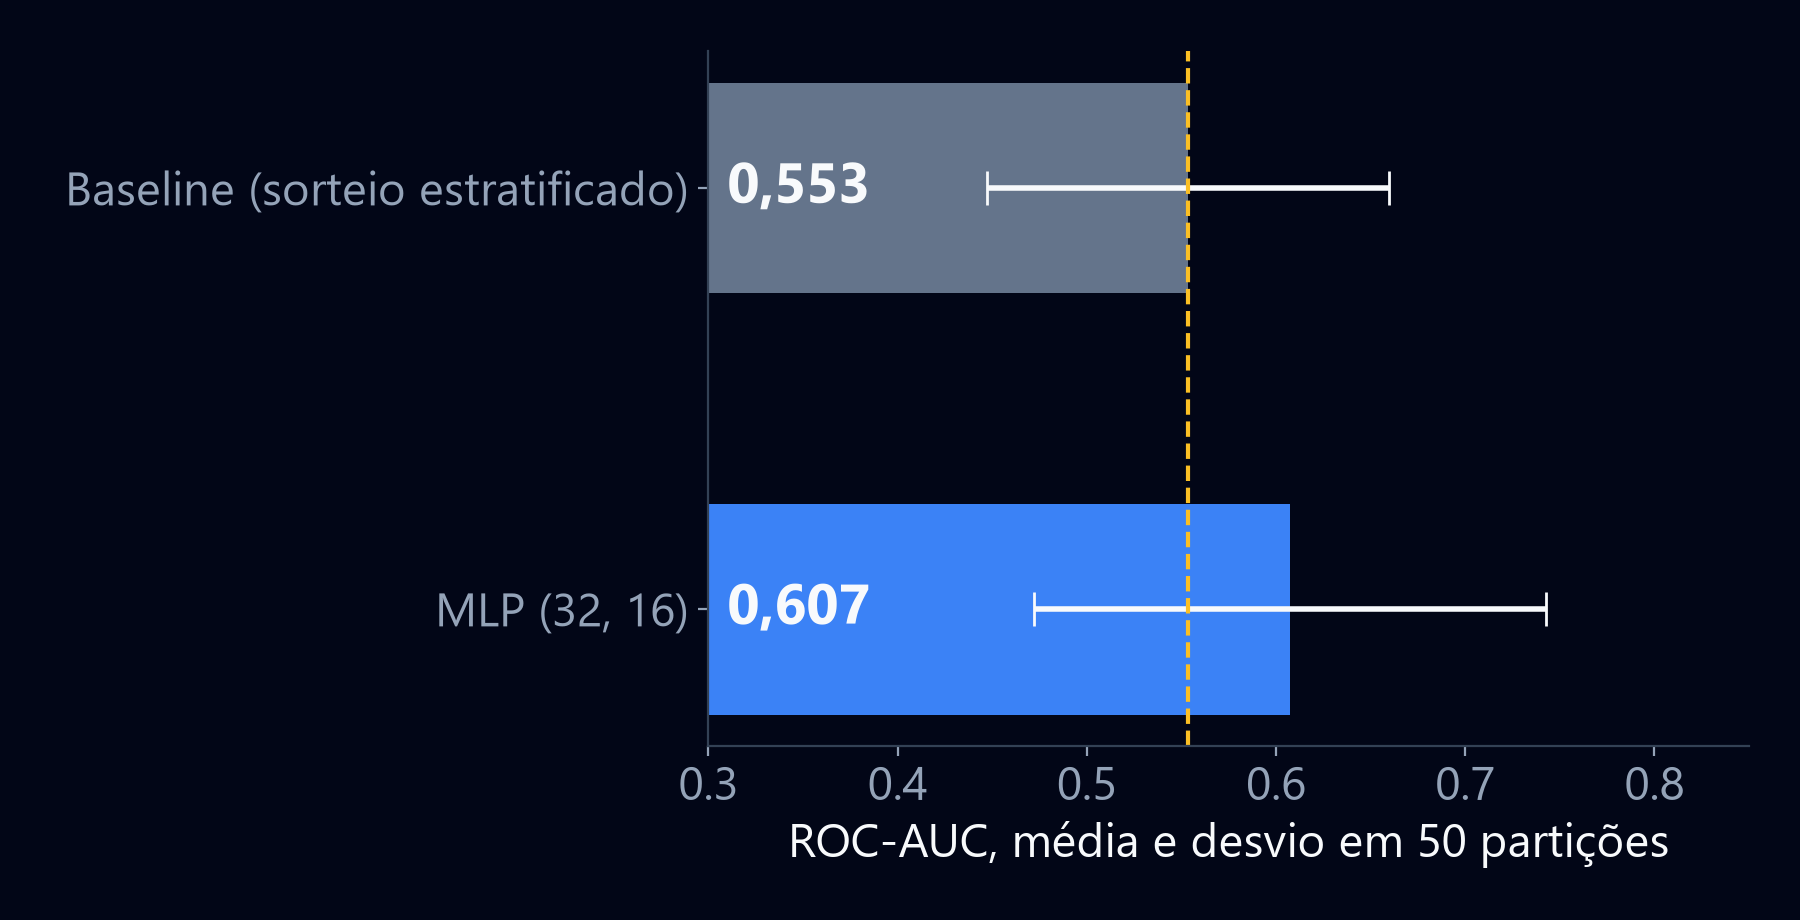 Baseline (sorteio estratificado)
0,553
MLP (32, 16)
0,607
0.3 0.4 0.5 0.6 0.7 0.8
ROC-AUC, média e desvio em 50 partições